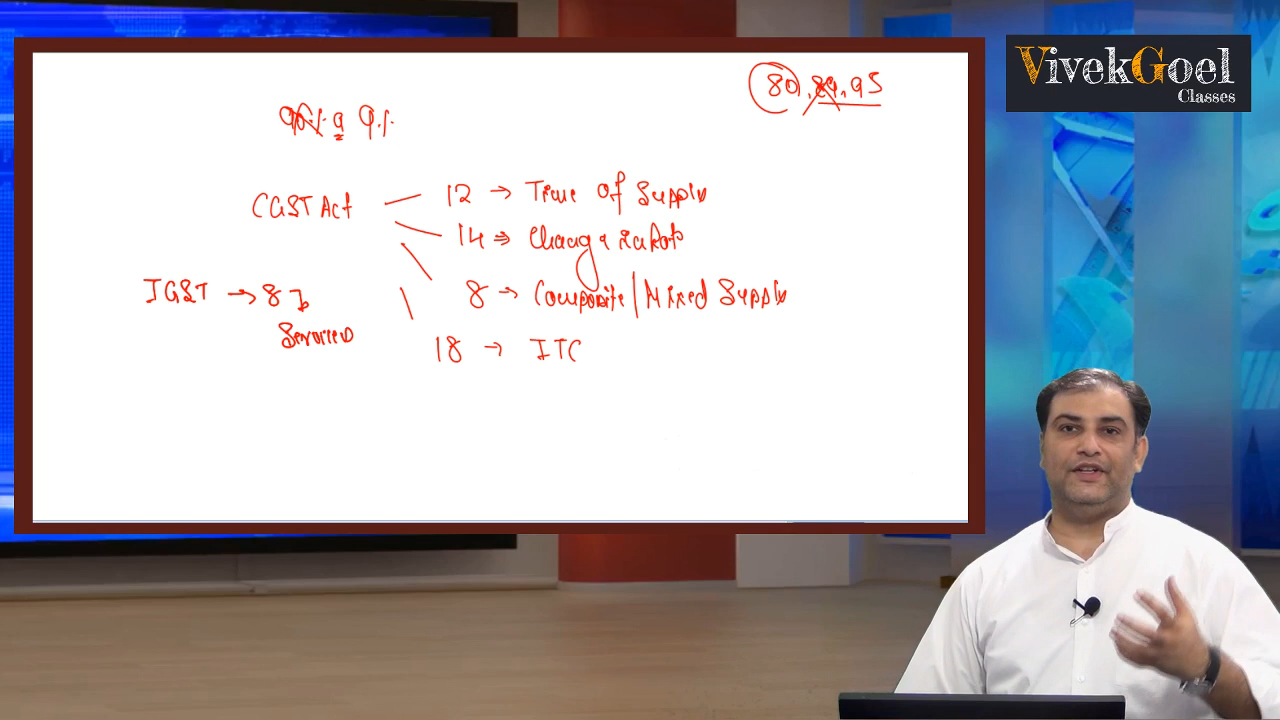 VivekGoel
Classes
80, 95
9.%
CGST Act
12 → Time of Supply
14 ⇒ Change in Rate
IGST → 8
Services
8 → Composite | Mixed Supply
18 → ITC